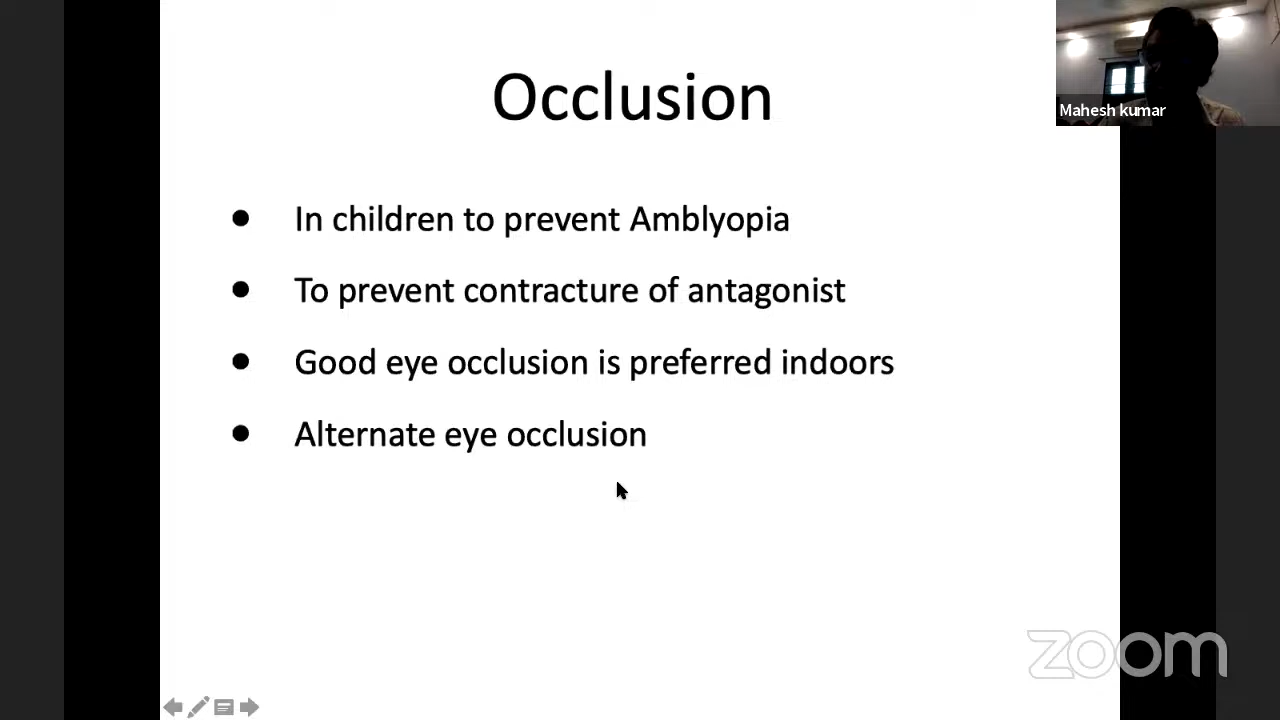 Occlusion
Mahesh kumar
● In children to prevent Amblyopia
● To prevent contracture of antagonist
● Good eye occlusion is preferred indoors
● Alternate eye occlusion
zoom